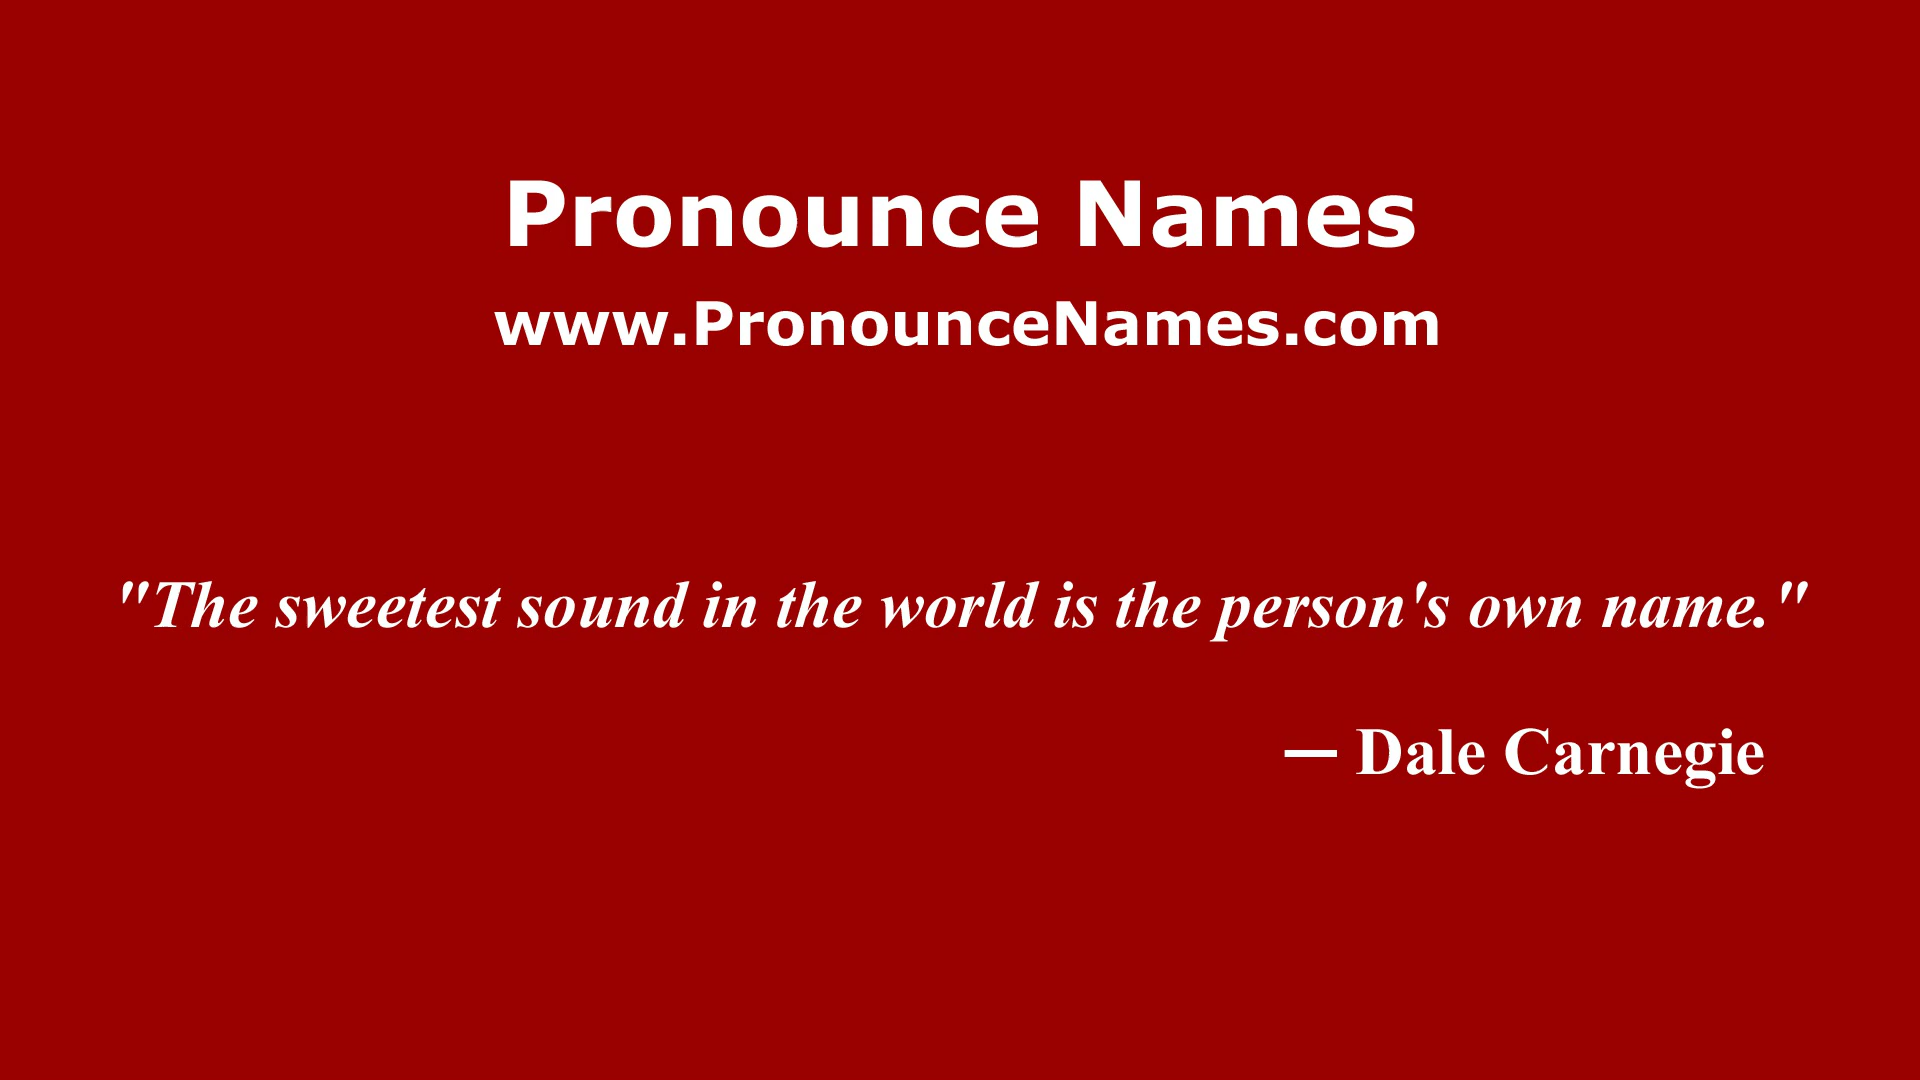 Pronounce Names
www.PronounceNames.com
"The sweetest sound in the world is the person's own name."
— Dale Carnegie